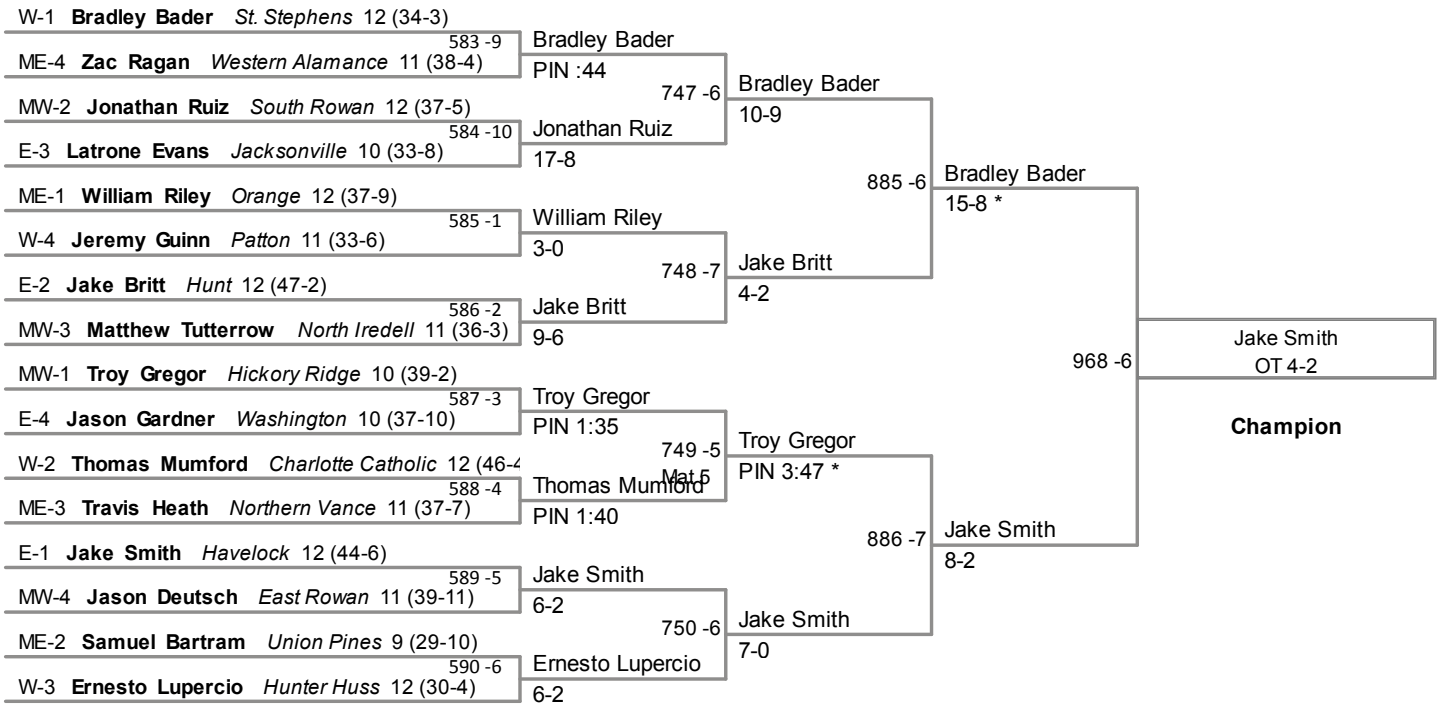 W-1 Bradley Bader St. Stephens 12 (34-3)
583 -9
ME-4 Zac Ragan Western Alamance 11 (38-4)
Bradley Bader
PIN :44
MW-2 Jonathan Ruiz South Rowan 12 (37-5)
584 -10
E-3 Latrone Evans Jacksonville 10 (33-8)
Jonathan Ruiz
17-8
747 -6
Bradley Bader
10-9
ME-1 William Riley Orange 12 (37-9)
585 -1
W-4 Jeremy Guinn Patton 11 (33-6)
William Riley
3-0
E-2 Jake Britt Hunt 12 (47-2)
586 -2
MW-3 Matthew Tutterrow North Iredell 11 (36-3)
Jake Britt
9-6
748 -7
Jake Britt
4-2
885 -6
Bradley Bader
15-8 *
MW-1 Troy Gregor Hickory Ridge 10 (39-2)
587 -3
E-4 Jason Gardner Washington 10 (37-10)
Troy Gregor
PIN 1:35
W-2 Thomas Mumford Charlotte Catholic 12 (46-4
588 -4
ME-3 Travis Heath Northern Vance 11 (37-7)
Thomas Mumford
PIN 1:40
749 -5
Mat 5
Troy Gregor
PIN 3:47 *
E-1 Jake Smith Havelock 12 (44-6)
589 -5
MW-4 Jason Deutsch East Rowan 11 (39-11)
Jake Smith
6-2
ME-2 Samuel Bartram Union Pines 9 (29-10)
590 -6
W-3 Ernesto Lupercio Hunter Huss 12 (30-4)
Ernesto Lupercio
6-2
750 -6
Jake Smith
7-0
886 -7
Jake Smith
8-2
968 -6
Jake Smith
OT 4-2
Champion